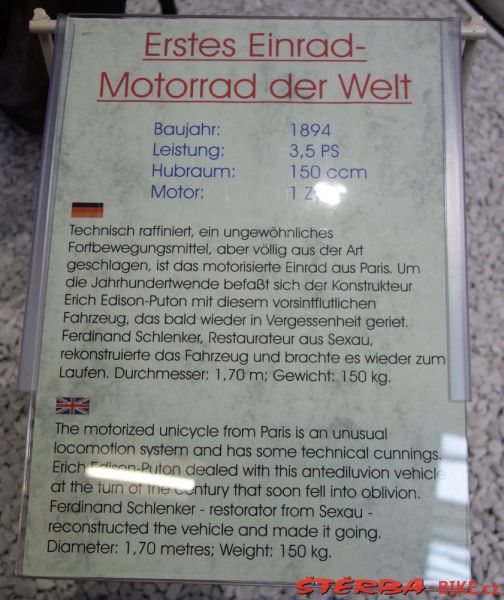 Erstes Einrad-
Motorrad der Welt
Baujahr: 1894
Leistung: 3,5 PS
Hubraum: 150 ccm
Motor: 1
Technisch raffiniert, ein ungewöhnliches
Fortbewegungsmittel, aber völlig aus der Art
geschlagen, ist das motorisierte Einrad aus Paris. Um
die Jahrhundertwende befaßt sich der Konstrukteur
Erich Edison-Puton mit diesem vorsintflutlichen
Fahrzeug, das bald wieder in Vergessenheit geriet.
Ferdinand Schlenker, Restaurateur aus Sexau,
rekonstruierte das Fahrzeug und brachte es wieder zum
Laufen. Durchmesser: 1,70 m; Gewicht: 150 kg.
The motorized unicycle from Paris is an unusual
locomotion system and has some technical cunnings.
Erich Edison-Puton dealed with this antediluvion vehicle
at the turn of the century that soon fell into oblivion.
Ferdinand Schlenker - restorator from Sexau -
reconstructed the vehicle and made it going.
Diameter: 1,70 metres; Weight: 150 kg.
ŠTĚRBA-BIKE.cz